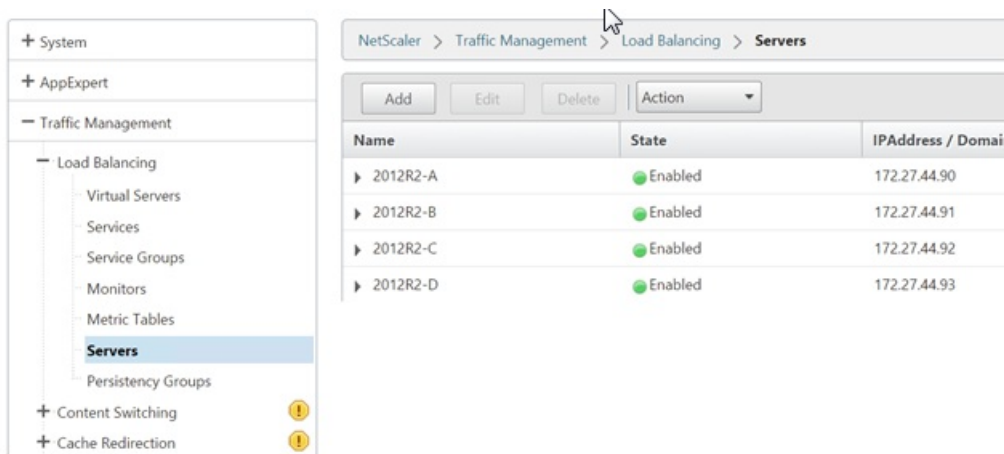 + System
+ AppExpert
− Traffic Management
− Load Balancing
Virtual Servers
Services
Service Groups
Monitors
Metric Tables
Servers
Persistency Groups
+ Content Switching
+ Cache Redirection
NetScaler > Traffic Management > Load Balancing > Servers
Add Edit Delete Action
Name State IPAddress / Domai
2012R2-A Enabled 172.27.44.90
2012R2-B Enabled 172.27.44.91
2012R2-C Enabled 172.27.44.92
2012R2-D Enabled 172.27.44.93